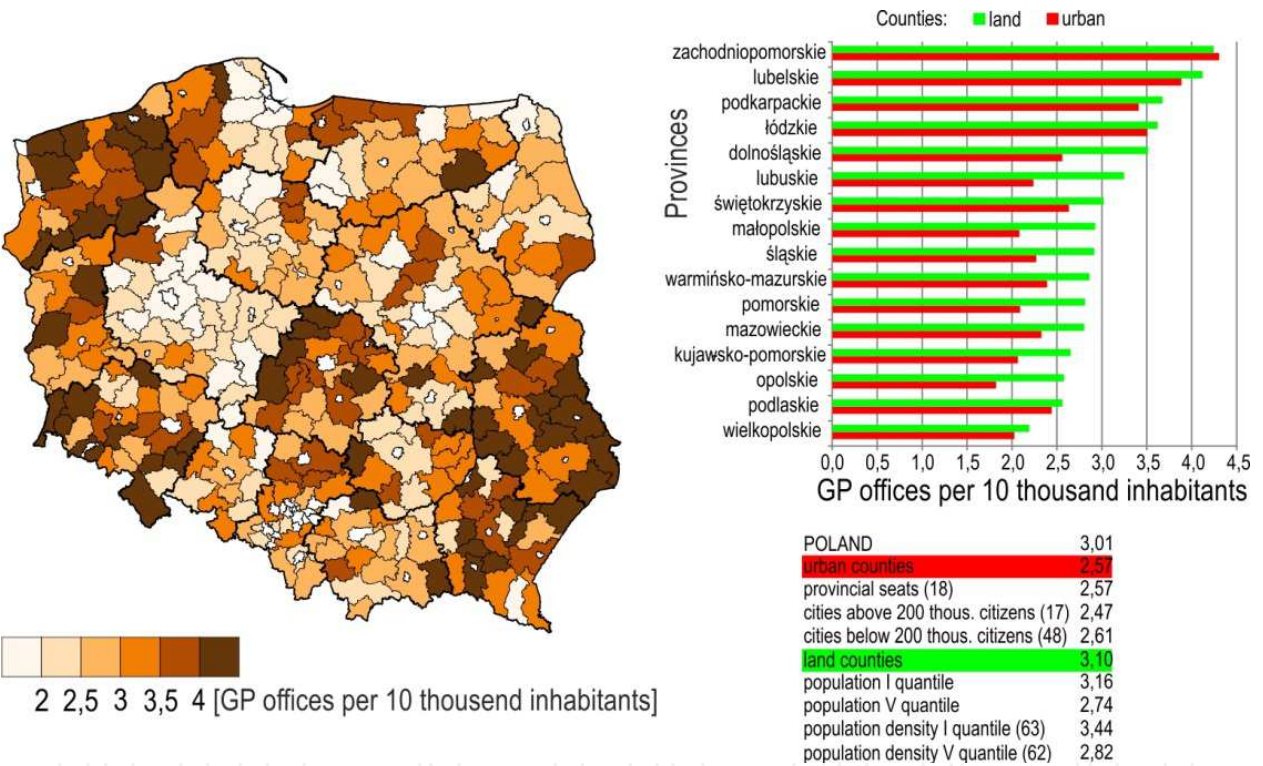 Counties: land urban
Provinces
zachodniopomorskie
lubelskie
podkarpackie
łódzkie
dolnośląskie
lubuskie
świętokrzyskie
małopolskie
śląskie
warmińsko-mazurskie
pomorskie
mazowieckie
kujawsko-pomorskie
opolskie
podlaskie
wielkopolskie
0,0 0,5 1,0 1,5 2,0 2,5 3,0 3,5 4,0 4,5
GP offices per 10 thousand inhabitants
2 2,5 3 3,5 4 [GP offices per 10 thousend inhabitants]
POLAND 3,01
urban counties 2,57
provincial seats (18) 2,57
cities above 200 thous. citizens (17) 2,47
cities below 200 thous. citizens (48) 2,61
land counties 3,10
population I quantile 3,16
population V quantile 2,74
population density I quantile (63) 3,44
population density V quantile (62) 2,82